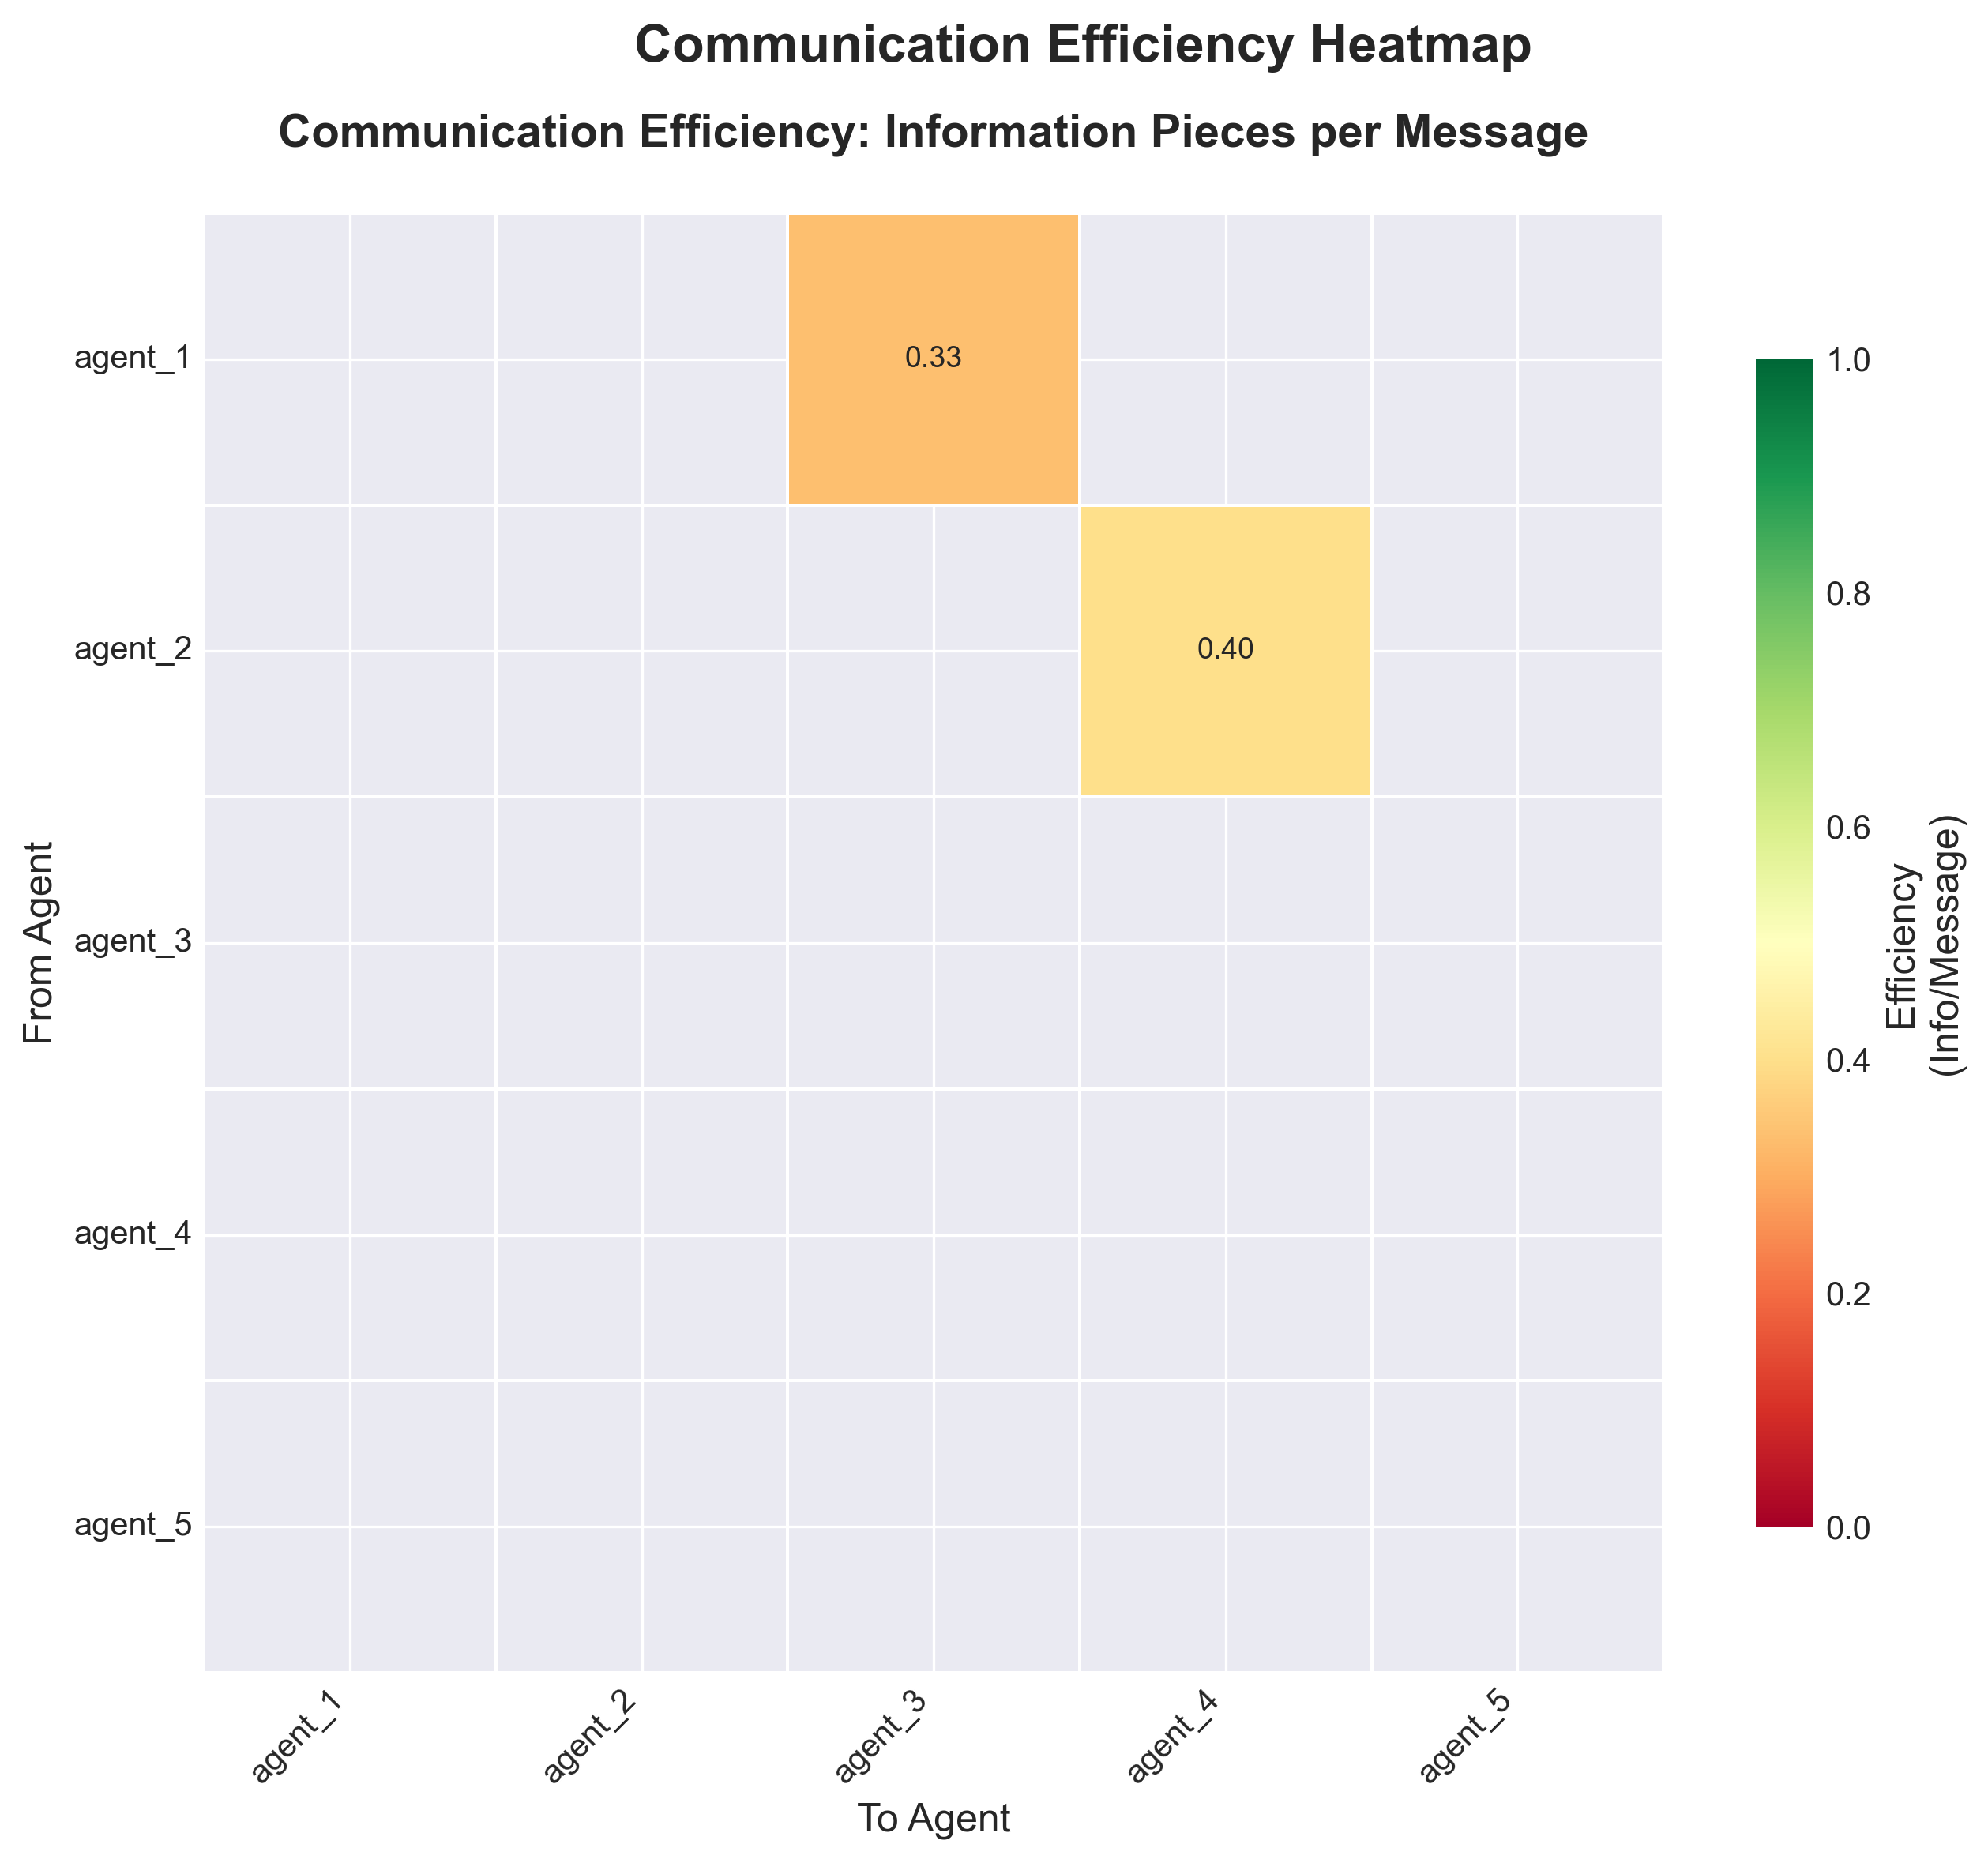 Communication Efficiency Heatmap
Communication Efficiency: Information Pieces per Message
agent_1
agent_2
agent_3
agent_4
agent_5
From Agent
0.33
0.40
agent_1
agent_2
agent_3
agent_4
agent_5
To Agent
1.0
0.8
0.6
0.4
0.2
0.0
Efficiency
(Info/Message)